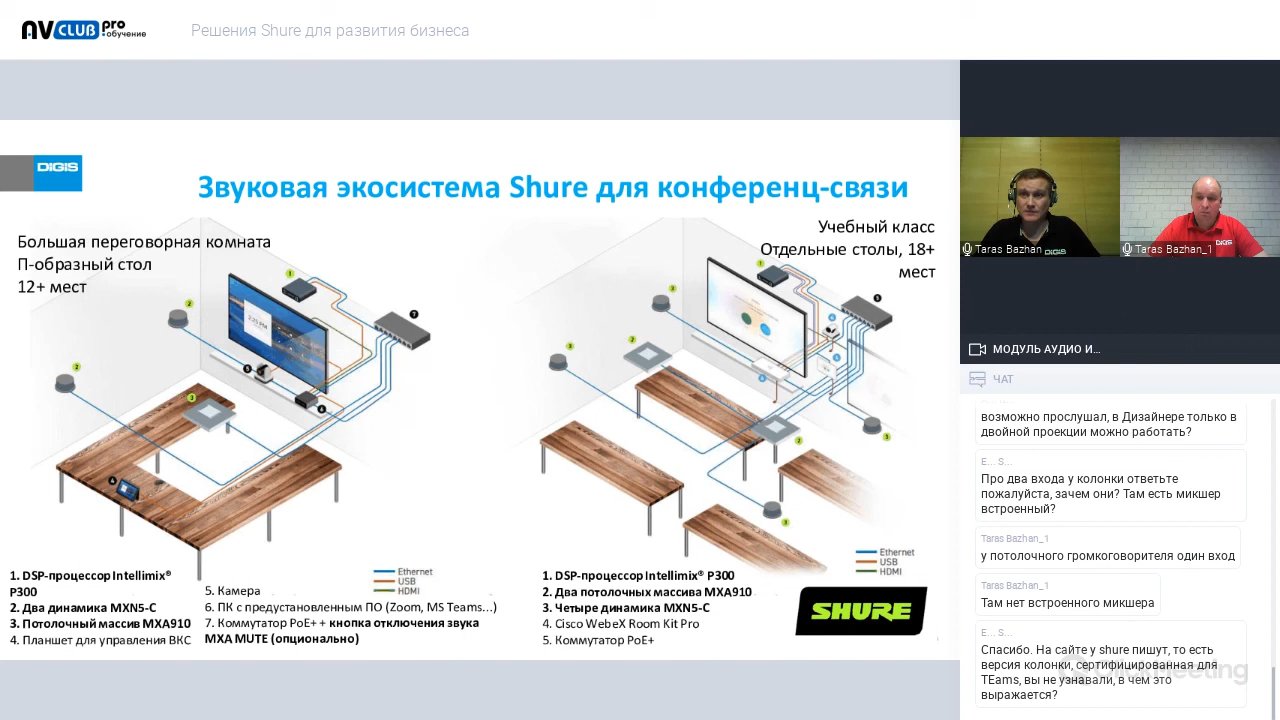 AVCLUB pro
•обучение
Решения Shure для развития бизнеса
DIGIS
Звуковая экосистема Shure для конференц-связи
Большая переговорная комната
П-образный стол
12+ мест
Учебный класс
Отдельные столы, 18+
мест
Ethernet
USB
HDMI
1. DSP-процессор Intellimix®
P300
2. Два динамика MXN5-C
3. Потолочный массив MXA910
4. Планшет для управления ВКС
5. Камера
6. ПК с предустановленным ПО (Zoom, MS Teams...)
7. Коммутатор PoE+ + кнопка отключения звука
MXA MUTE (опционально)
Ethernet
USB
HDMI
1. DSP-процессор Intellimix® P300
2. Два потолочных массива MXA910
3. Четыре динамика MXN5-C
4. Cisco WebeX Room Kit Pro
5. Коммутатор PoE+
SHURE
Taras Bazhan
DIGIS
Taras Bazhan_1
DIGIS
МОДУЛЬ АУДИО И...
ЧАТ
возможно прослушал, в Дизайнере только в
двойной проекции можно работать?
E... S...
Про два входа у колонки ответьте
пожалуйста, зачем они? Там есть микшер
встроенный?
Taras Bazhan_1
у потолочного громкоговорителя один вход
Taras Bazhan_1
Там нет встроенного микшера
E... S...
Спасибо. На сайте у shure пишут, то есть
версия колонки, сертифицированная для
TEams, вы не узнавали, в чем это
выражается?
ClickMeeting